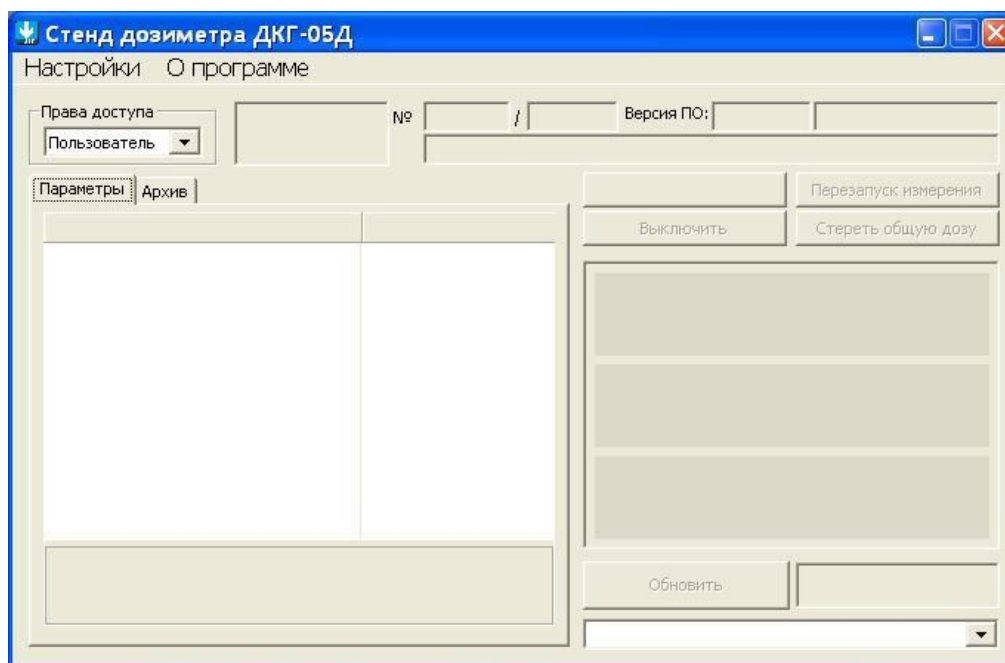 Стенд дозиметра ДКГ-05Д
Настройки О программе
Права доступа
Пользователь
№ / Версия ПО:
Параметры Архив
Перезапуск измерения
Выключить Стереть общую дозу
Обновить